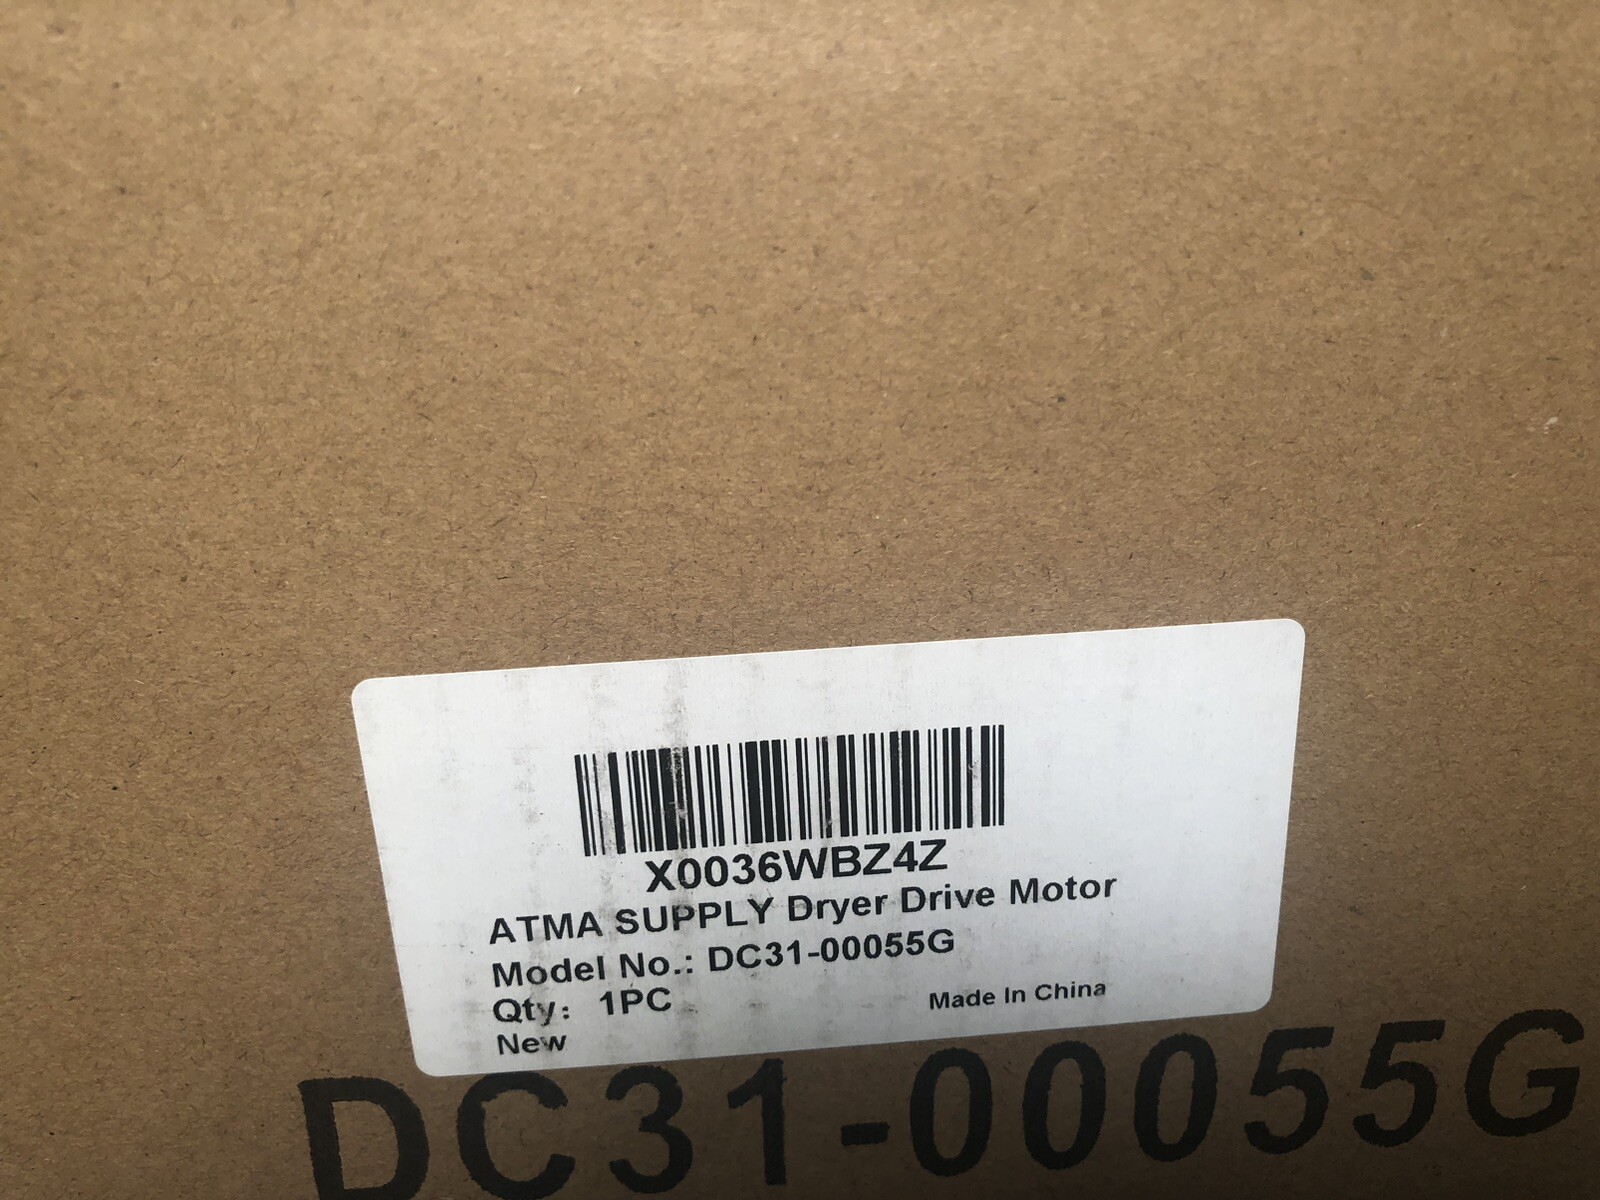 X0036WBZ4Z
ATMA SUPPLY Dryer Drive Motor
Model No.: DC31-00055G
Qty: 1PC
Made In China
New
DC31-00055G